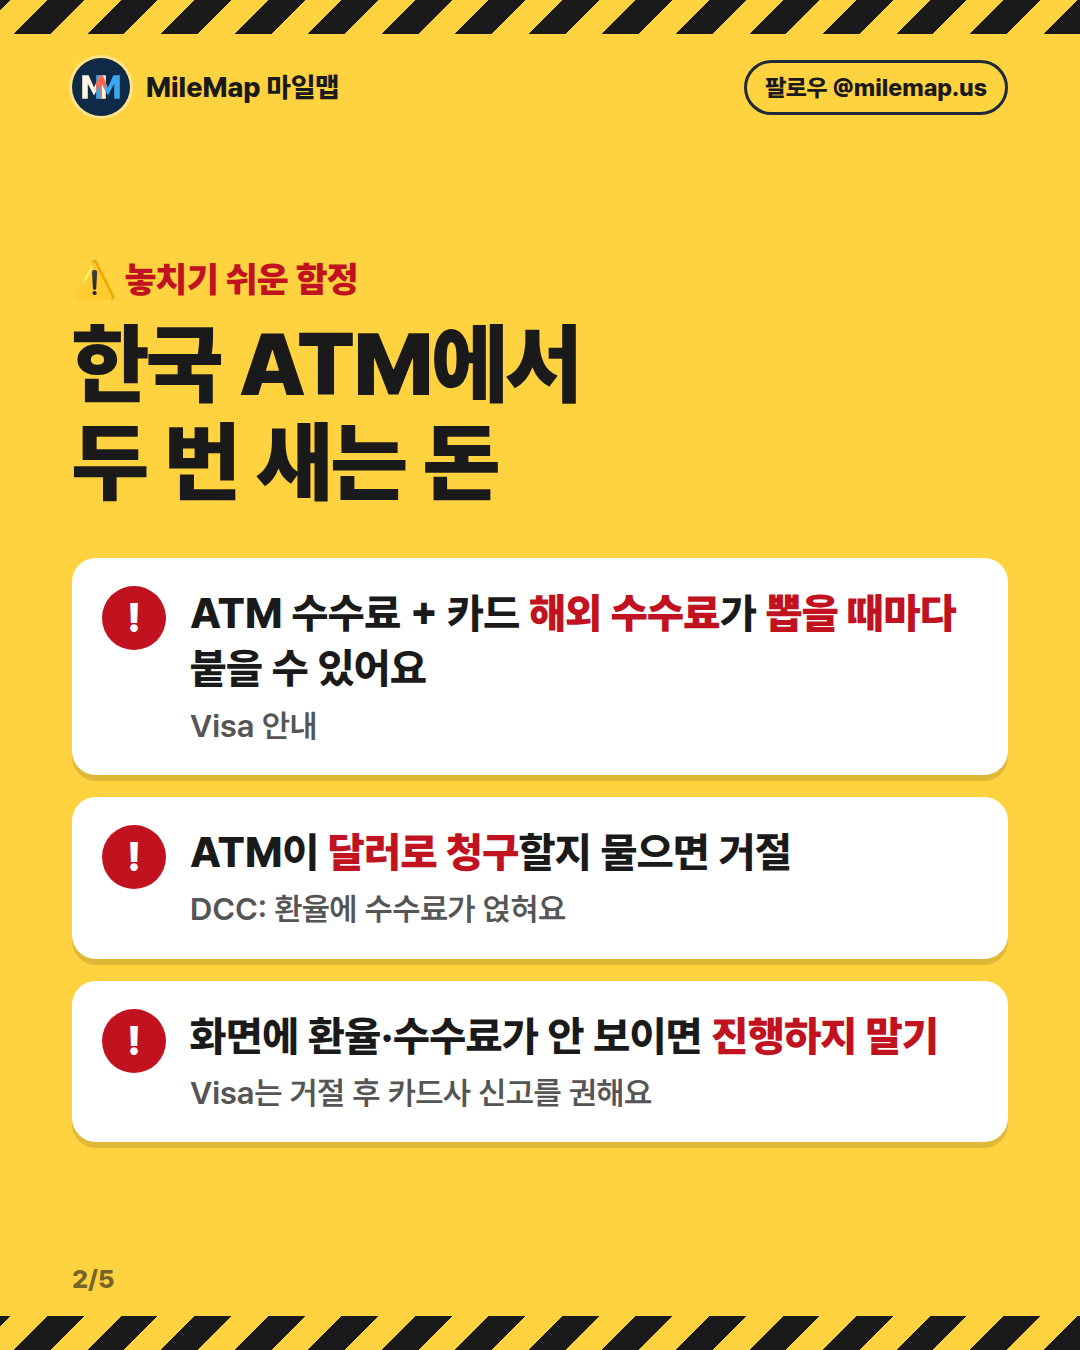 MM MileMap 마일맵
팔로우 @milemap.us
⚠️ 놓치기 쉬운 함정
한국 ATM에서
두 번 새는 돈
! ATM 수수료 + 카드 해외 수수료가 뽑을 때마다
붙을 수 있어요
Visa 안내
! ATM이 달러로 청구할지 물으면 거절
DCC: 환율에 수수료가 얹혀요
! 화면에 환율·수수료가 안 보이면 진행하지 말기
Visa는 거절 후 카드사 신고를 권해요
2/5